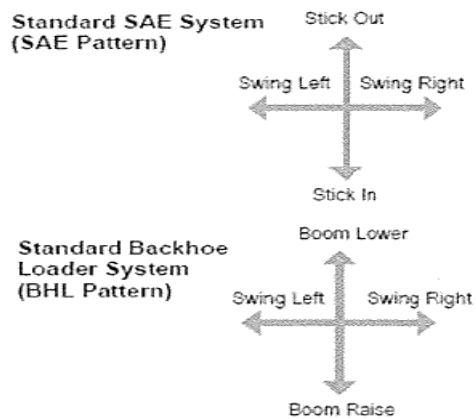 Standard SAE System
(SAE Pattern)
Stick Out
Swing Left Swing Right
Stick In
Standard Backhoe
Loader System
(BHL Pattern)
Boom Lower
Swing Left Swing Right
Boom Raise